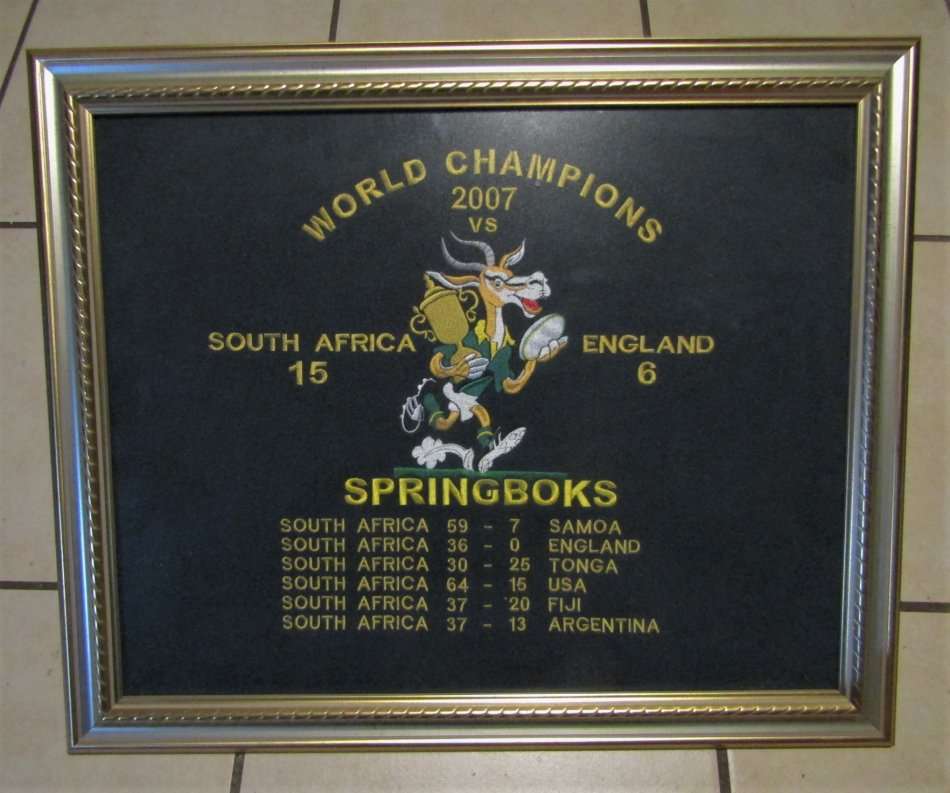 WORLD CHAMPIONS
2007
VS
SOUTH AFRICA ENGLAND
15 6
SPRINGBOKS
SOUTH AFRICA 59 - 7 SAMOA
SOUTH AFRICA 36 - 0 ENGLAND
SOUTH AFRICA 30 - 25 TONGA
SOUTH AFRICA 64 - 15 USA
SOUTH AFRICA 37 - 20 FIJI
SOUTH AFRICA 37 - 13 ARGENTINA